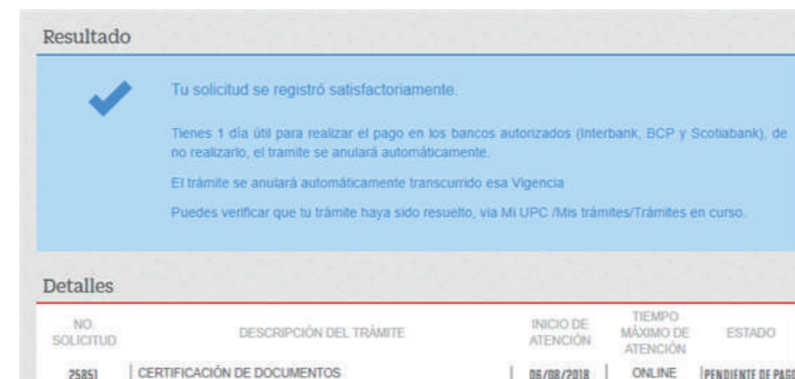 Resultado
Tu solicitud se registró satisfactoriamente.
Tienes 1 día útil para realizar el pago en los bancos autorizados (Interbank, BCP y Scotiabank), de
no realizarlo, el tramite se anulará automáticamente.
El trámite se anulará automáticamente transcurrido esa Vigencia
Puedes verificar que tu trámite haya sido resuelto, via Mi UPC /Mis trámites/Trámites en curso.
Detalles
NO.
SOLICITUD
DESCRIPCIÓN DEL TRÁMITE
INICIO DE
ATENCIÓN
TIEMPO
MÁXIMO DE
ATENCIÓN
ESTADO
25851
CERTIFICACIÓN DE DOCUMENTOS
06/08/2018
ONLINE
PENDIENTE DE PAGO